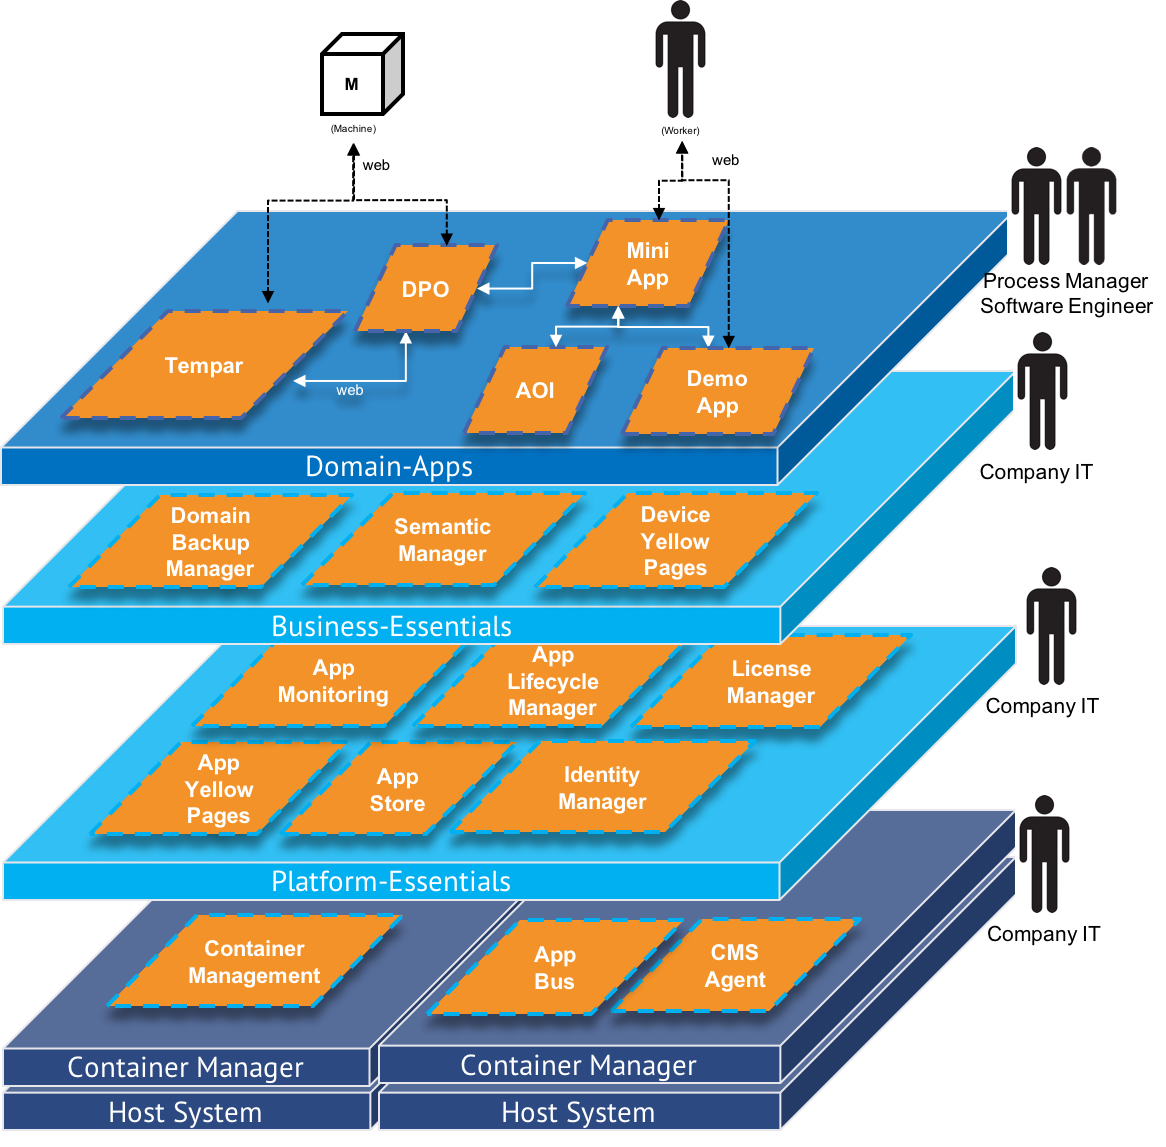 M
(Machine)
(Worker)
web
web
Process Manager
Software Engineer
Mini
App
DPO
Tempar
web
AOI
Demo
App
Domain-Apps
Company IT
Domain
Backup
Manager
Semantic
Manager
Device
Yellow
Pages
Business-Essentials
Company IT
App
Monitoring
App
Lifecycle
Manager
License
Manager
App
Yellow
Pages
App
Store
Identity
Manager
Platform-Essentials
Company IT
Container
Management
App
Bus
CMS
Agent
Container Manager
Container Manager
Host System
Host System